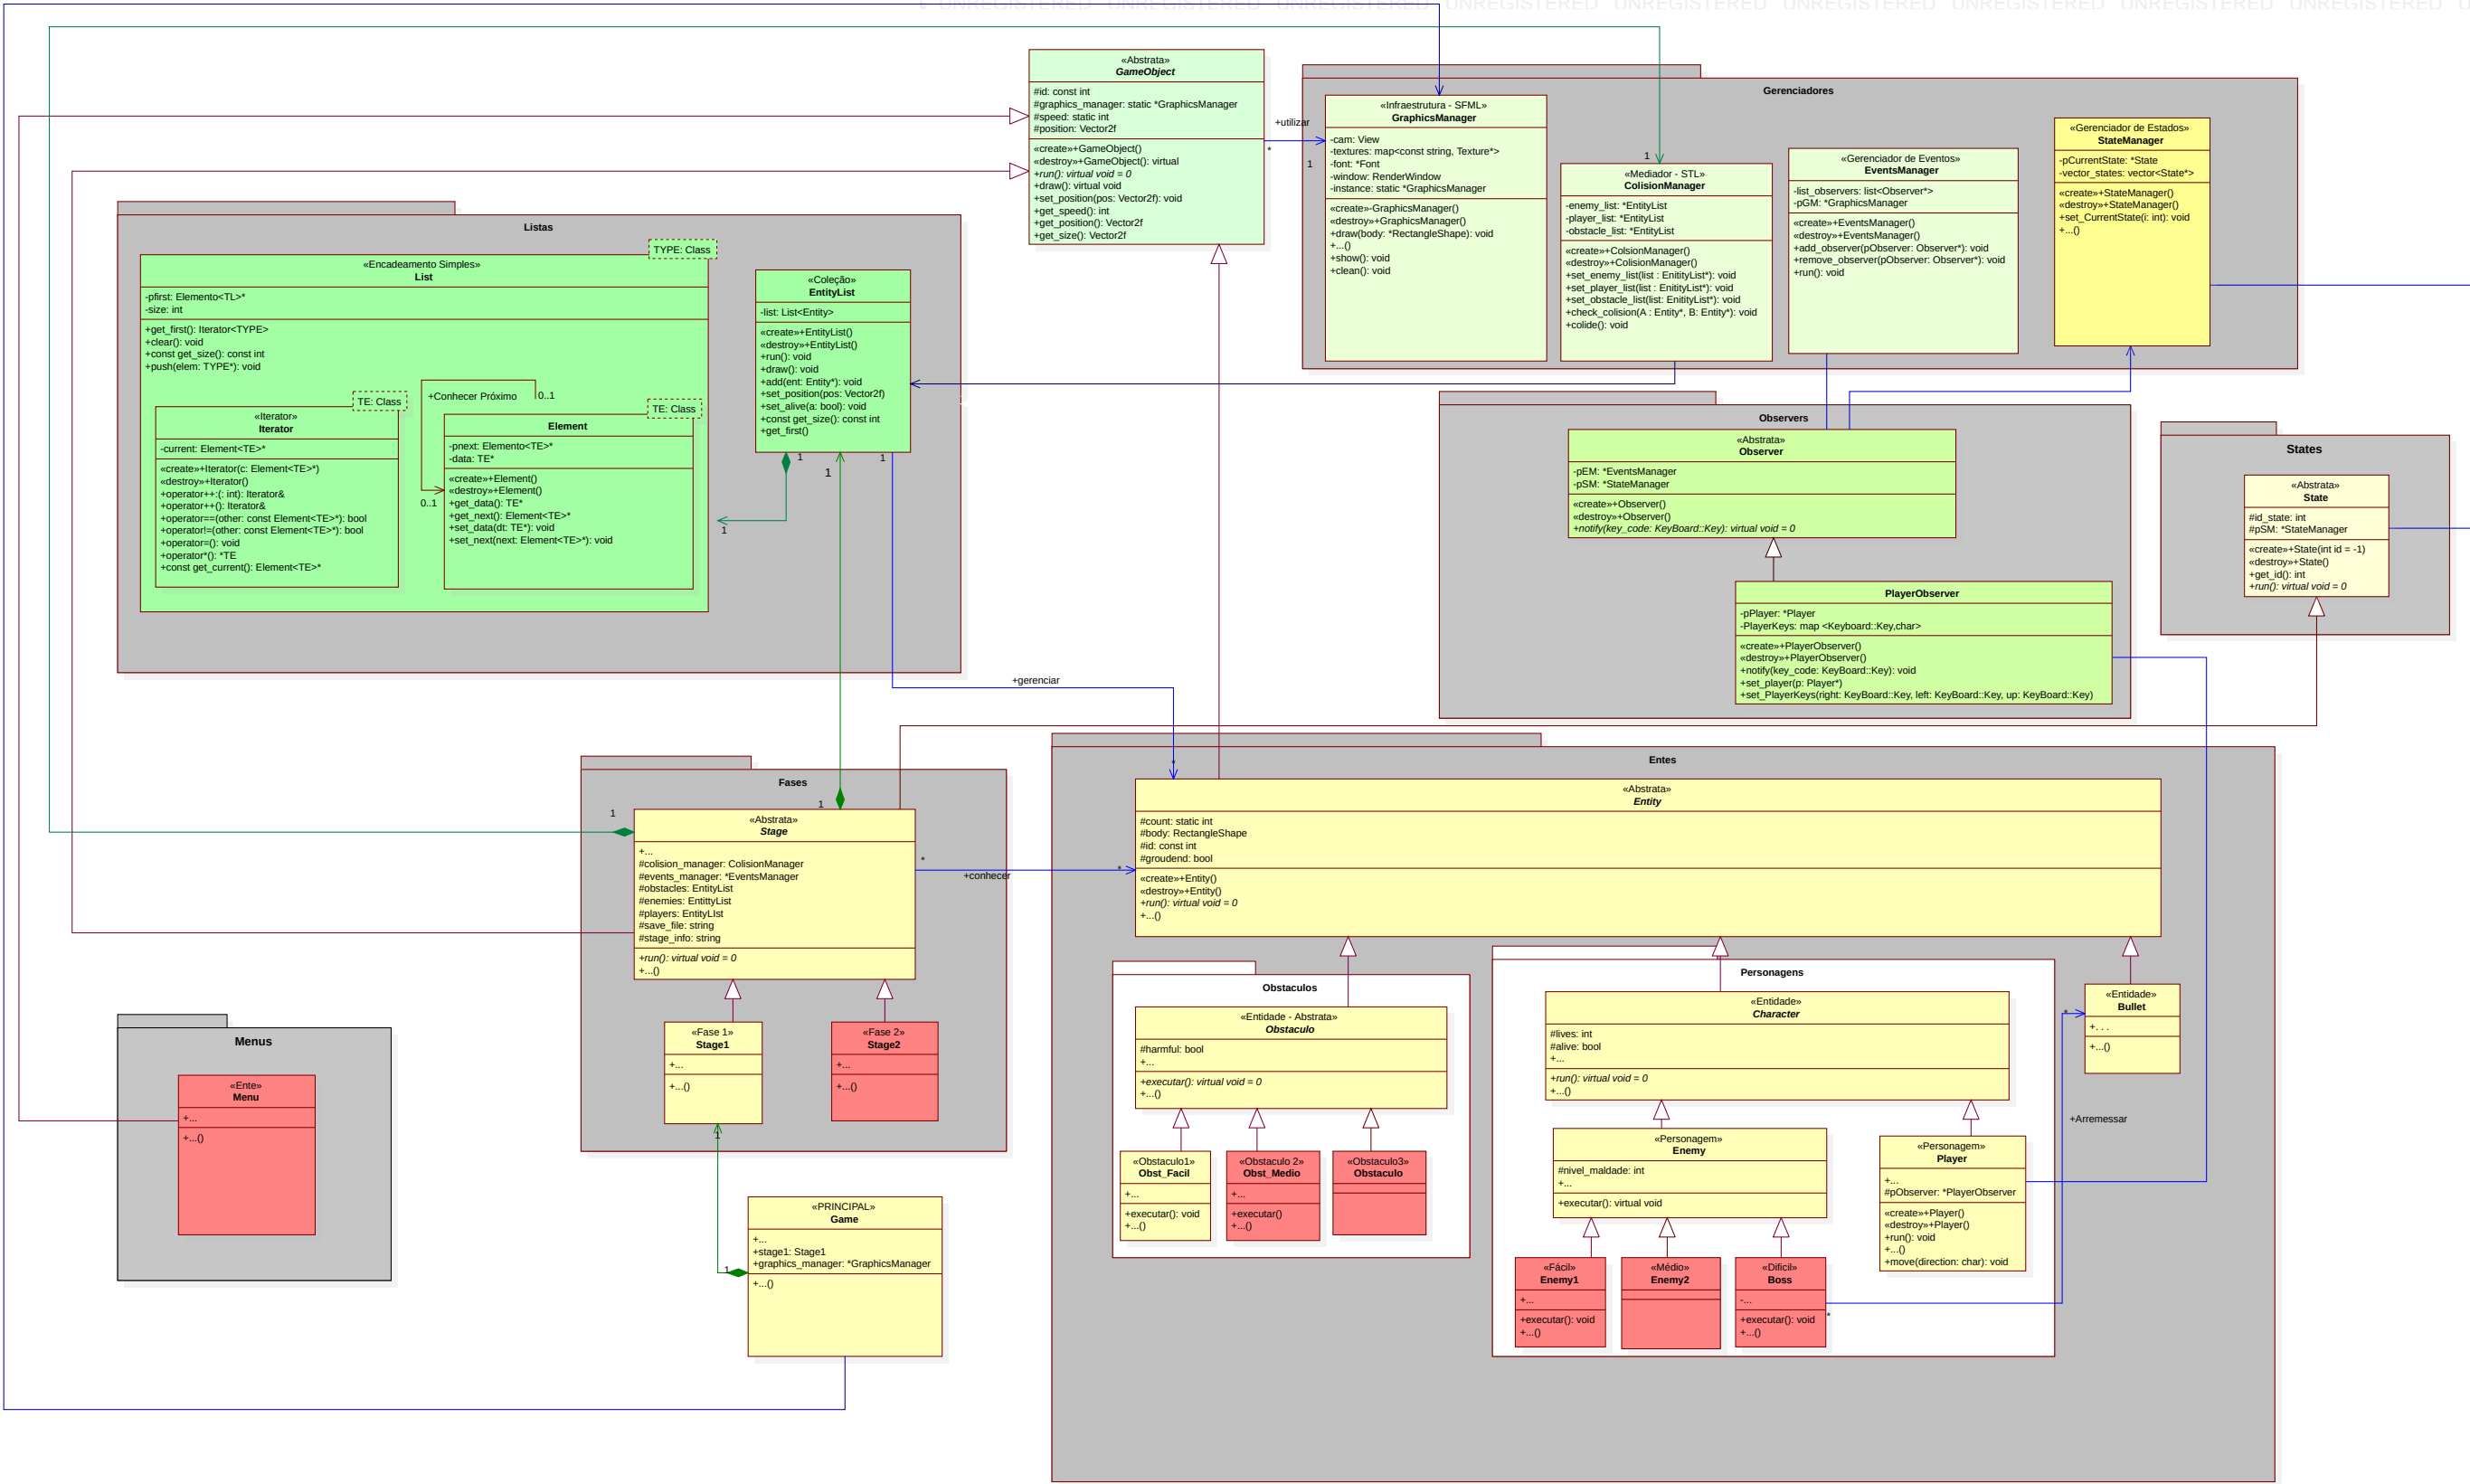 UNREGISTERED UNREGISTERED UNREGISTERED UNREGISTERED UNREGISTERED UNREGISTERED UNREGISTERED UNREGISTERED UNREGISTERED
«Abstrata»
GameObject
#id: const int
#graphics_manager: static *GraphicsManager
#speed: static int
#position: Vector2f
«create»+GameObject()
«destroy»+GameObject(): virtual
+run(): virtual void = 0
+draw(): virtual void
+set_position(pos: Vector2f): void
+get_speed(): int
+get_position(): Vector2f
+get_size(): Vector2f
+utilizar
*
1
Gerenciadores
«Infraestrutura - SFML»
GraphicsManager
-cam: View
-textures: map<const string, Texture*>
-font: *Font
-window: RenderWindow
-instance: static *GraphicsManager
«create»-GraphicsManager()
«destroy»+GraphicsManager()
+draw(body: *RectangleShape): void
+...()
+show(): void
+clean(): void
1
«Mediador - STL»
ColisionManager
-enemy_list: *EntityList
-player_list: *EntityList
-obstacle_list: *EntityList
«create»+ColsionManager()
«destroy»+ColisionManager()
+set_enemy_list(list : EnitityList*): void
+set_player_list(list : EnitityList*): void
+set_obstacle_list(list: EnitityList*): void
+check_colision(A : Entity*, B: Entity*): void
+colide(): void
«Gerenciador de Eventos»
EventsManager
-list_observers: list<Observer*>
-pGM: *GraphicsManager
«create»+EventsManager()
«destroy»+EventsManager()
+add_observer(pObserver: Observer*): void
+remove_observer(pObserver: Observer*): void
+run(): void
«Gerenciador de Estados»
StateManager
-pCurrentState: *State
-vector_states: vector<State*>
«create»+StateManager()
«destroy»+StateManager()
+set_CurrentState(i: int): void
+...()
Listas
TYPE: Class
«Encadeamento Simples»
List
-pfirst: Elemento<TL>*
-size: int
+get_first(): Iterator<TYPE>
+clear(): void
+const get_size(): const int
+push(elem: TYPE*): void
TE: Class
«Iterator»
Iterator
-current: Element<TE>*
«create»+Iterator(c: Element<TE>*)
«destroy»+Iterator()
+operator++:(: int): Iterator&
+operator++(): Iterator&
+operator==(other: const Element<TE>*): bool
+operator!=(other: const Element<TE>*): bool
+operator=(): void
+operator*(): *TE
+const get_current(): Element<TE>*
+Conhecer Próximo
0..1
0..1
TE: Class
Element
-pnext: Elemento<TE>*
-data: TE*
«create»+Element()
«destroy»+Element()
+get_data(): TE*
+get_next(): Element<TE>*
+set_data(dt: TE*): void
+set_next(next: Element<TE>*): void
«Coleção»
EntityList
-list: List<Entity>
«create»+EntityList()
«destroy»+EntityList()
+run(): void
+draw(): void
+add(ent: Entity*): void
+set_position(pos: Vector2f)
+set_alive(a: bool): void
+const get_size(): const int
+get_first()
1
1
1
1
+gerenciar
*
Observers
«Abstrata»
Observer
-pEM: *EventsManager
-pSM: *StateManager
«create»+Observer()
«destroy»+Observer()
+notify(key_code: KeyBoard::Key): virtual void = 0
PlayerObserver
-pPlayer: *Player
-PlayerKeys: map <Keyboard::Key,char>
«create»+PlayerObserver()
«destroy»+PlayerObserver()
+notify(key_code: KeyBoard::Key): void
+set_player(p: Player*)
+set_PlayerKeys(right: KeyBoard::Key, left: KeyBoard::Key, up: KeyBoard::Key)
States
«Abstrata»
State
#id_state: int
#pSM: *StateManager
«create»+State(int id = -1)
«destroy»+State()
+get_id(): int
+run(): virtual void = 0
Fases
1
1
«Abstrata»
Stage
+...
#colision_manager: ColisionManager
#events_manager: *EventsManager
#obstacles: EntityList
#enemies: EntittyList
#players: EntityLIst
#save_file: string
#stage_info: string
+run(): virtual void = 0
+...()
*
+conhecer
*
«Fase 1»
Stage1
+...
+...()
«Fase 2»
Stage2
+...
+...()
1
Menus
«Ente»
Menu
+...
+...()
«PRINCIPAL»
Game
+...
+stage1: Stage1
+graphics_manager: *GraphicsManager
+...()
1
Entes
«Abstrata»
Entity
#count: static int
#body: RectangleShape
#id: const int
#groudend: bool
«create»+Entity()
«destroy»+Entity()
+run(): virtual void = 0
+...()
Obstaculos
«Entidade - Abstrata»
Obstaculo
#harmful: bool
+...
+executar(): virtual void = 0
+...()
«Obstaculo1»
Obst_Facil
+...
+executar(): void
+...()
«Obstaculo 2»
Obst_Medio
+...
+executar()
+...()
«Obstaculo3»
Obstaculo
Personagens
«Entidade»
Character
#lives: int
#alive: bool
+...
+run(): virtual void = 0
+...()
«Personagem»
Enemy
#nivel_maldade: int
+...
+executar(): virtual void
«Personagem»
Player
+...
#pObserver: *PlayerObserver
«create»+Player()
«destroy»+Player()
+run(): void
+...()
+move(direction: char): void
«Fácil»
Enemy1
+...
+executar(): void
+...()
«Médio»
Enemy2
«Dificil»
Boss
-...
+executar(): void
+...()
*
+Arremessar
*
«Entidade»
Bullet
+. . .
+...()